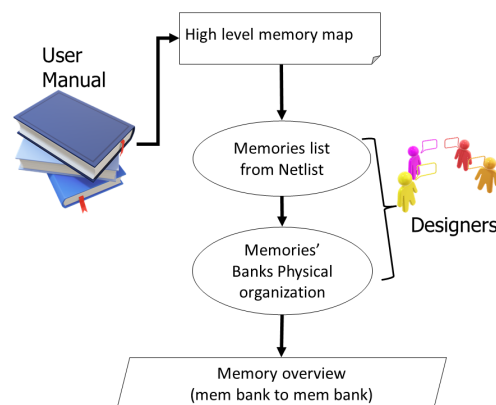 High level memory map
User
Manual
Memories list
from Netlist
Designers
Memories'
Banks Physical
organization
Memory overview
(mem bank to mem bank)